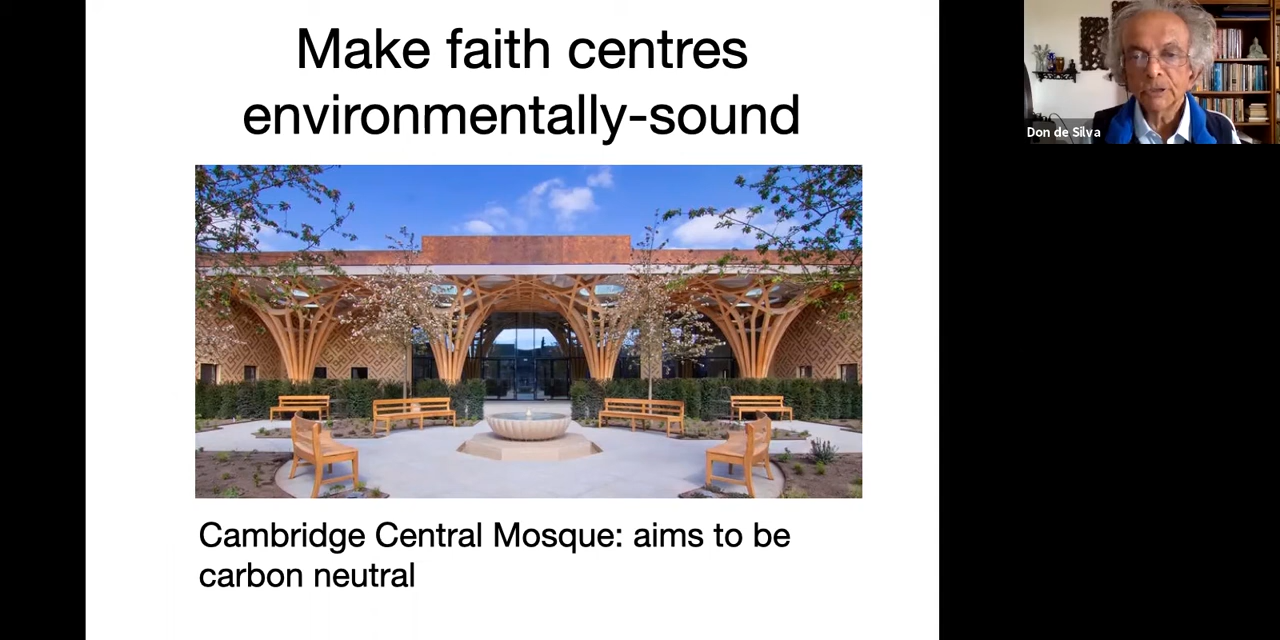 Make faith centres
environmentally-sound
Don de Silva
Cambridge Central Mosque: aims to be
carbon neutral